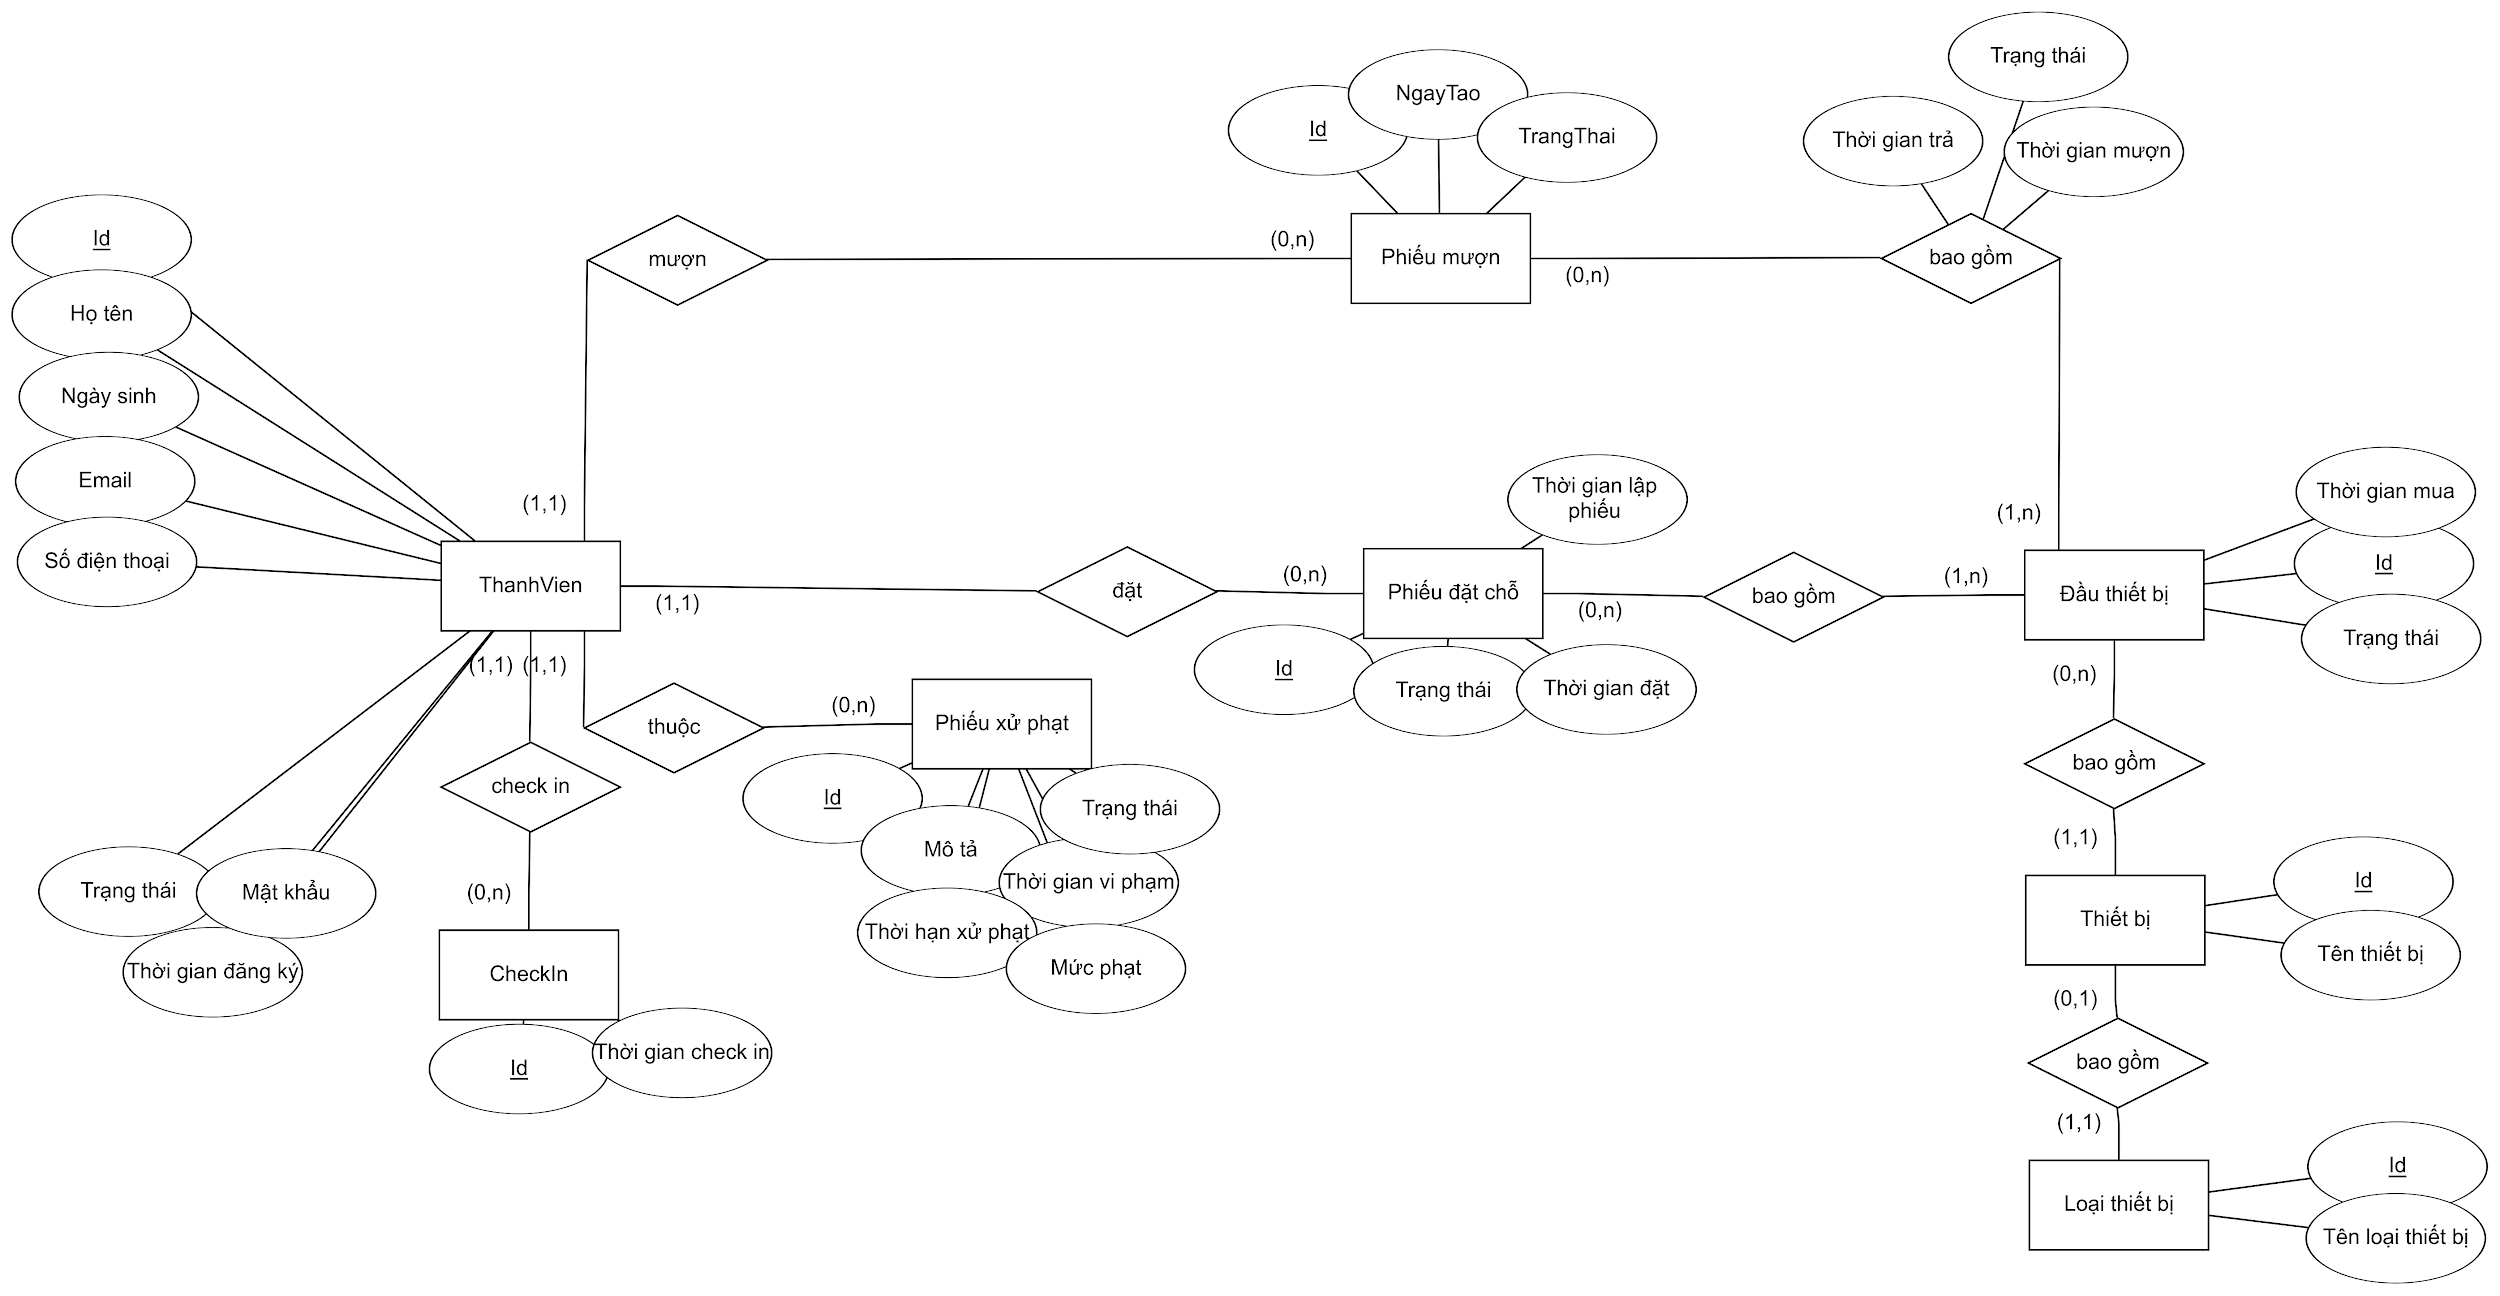 Trạng thái
NgayTao
Id
TrangThai
Thời gian trả
Thời gian mượn
Id
Họ tên
mượn
(0,n)
Phiếu mượn
(0,n)
bao gồm
Ngày sinh
Email
Số điện thoại
(1,1)
ThanhVien
(1,1)
(1,1)
(1,1)
đặt
(0,n)
Thời gian lập
phiếu
Phiếu đặt chỗ
(0,n)
Id
Trạng thái
Thời gian đặt
bao gồm
(1,n)
(1,n)
Đầu thiết bị
Thời gian mua
Id
Trạng thái
thuộc
(0,n)
Phiếu xử phạt
Id
Trạng thái
Mô tả
Thời gian vi phạm
Thời hạn xử phạt
Mức phạt
check in
(0,n)
CheckIn
Id
Thời gian check in
Trạng thái
Mật khẩu
Thời gian đăng ký
(0,n)
bao gồm
(1,1)
Thiết bị
Id
Tên thiết bị
(0,1)
bao gồm
(1,1)
Loại thiết bị
Id
Tên loại thiết bị